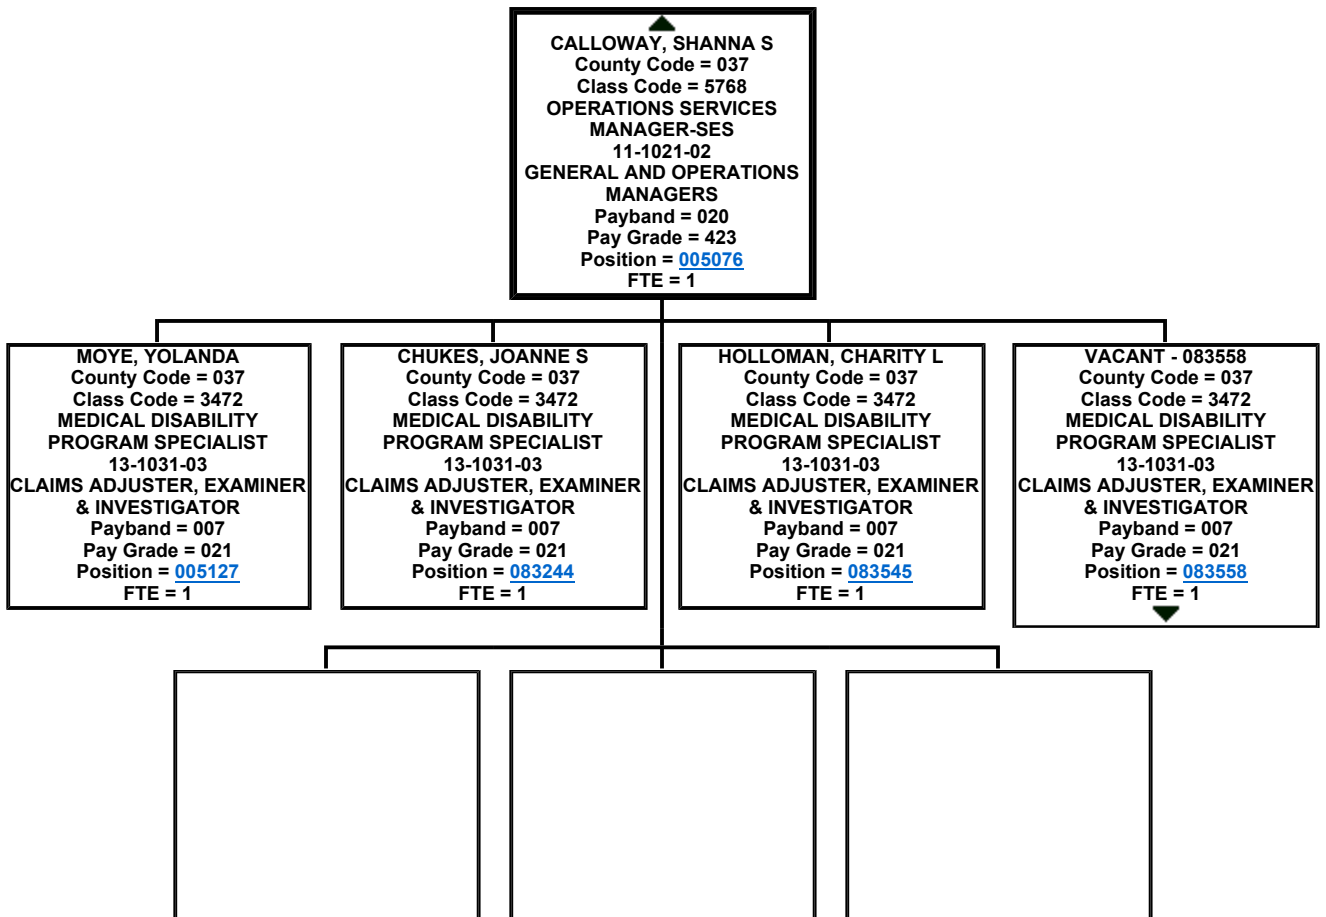 CALLOWAY, SHANNA S
County Code = 037
Class Code = 5768
OPERATIONS SERVICES
MANAGER-SES
11-1021-02
GENERAL AND OPERATIONS
MANAGERS
Payband = 020
Pay Grade = 423
Position = 005076
FTE = 1
MOYE, YOLANDA
County Code = 037
Class Code = 3472
MEDICAL DISABILITY
PROGRAM SPECIALIST
13-1031-03
CLAIMS ADJUSTER, EXAMINER
& INVESTIGATOR
Payband = 007
Pay Grade = 021
Position = 005127
FTE = 1
CHUKES, JOANNE S
County Code = 037
Class Code = 3472
MEDICAL DISABILITY
PROGRAM SPECIALIST
13-1031-03
CLAIMS ADJUSTER, EXAMINER
& INVESTIGATOR
Payband = 007
Pay Grade = 021
Position = 083244
FTE = 1
HOLLOMAN, CHARITY L
County Code = 037
Class Code = 3472
MEDICAL DISABILITY
PROGRAM SPECIALIST
13-1031-03
CLAIMS ADJUSTER, EXAMINER
& INVESTIGATOR
Payband = 007
Pay Grade = 021
Position = 083545
FTE = 1
VACANT - 083558
County Code = 037
Class Code = 3472
MEDICAL DISABILITY
PROGRAM SPECIALIST
13-1031-03
CLAIMS ADJUSTER, EXAMINER
& INVESTIGATOR
Payband = 007
Pay Grade = 021
Position = 083558
FTE = 1